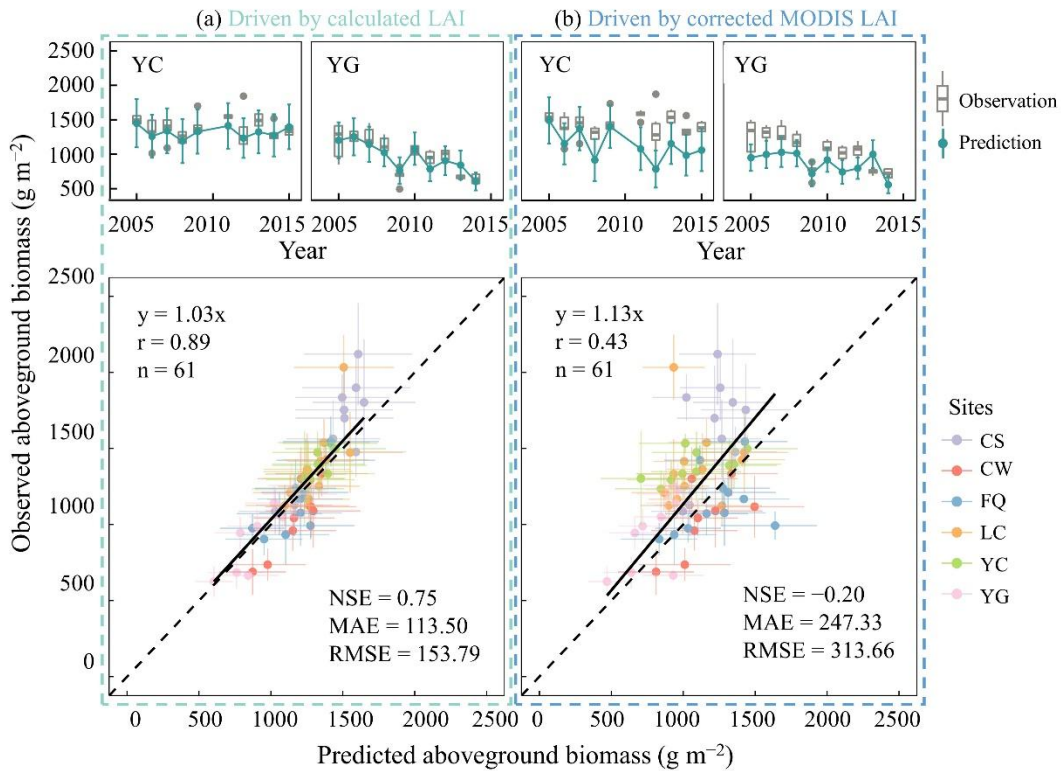 (a) Driven by calculated LAI
(b) Driven by corrected MODIS LAI
2500
2000
1500
1000
500
YC
YG
YC
YG
2005 2010 2015 2005 2010 2015
Year
2005 2010 2015 2005 2010 2015
Year
Observation
Prediction
Observed aboveground biomass (g m⁻²)
2500
2000
1500
1000
500
0
y = 1.03x
r = 0.89
n = 61
NSE = 0.75
MAE = 113.50
RMSE = 153.79
y = 1.13x
r = 0.43
n = 61
NSE = −0.20
MAE = 247.33
RMSE = 313.66
Sites
CS
CW
FQ
LC
YC
YG
0 500 1000 1500 2000 2500
0 500 1000 1500 2000 2500
Predicted aboveground biomass (g m⁻²)